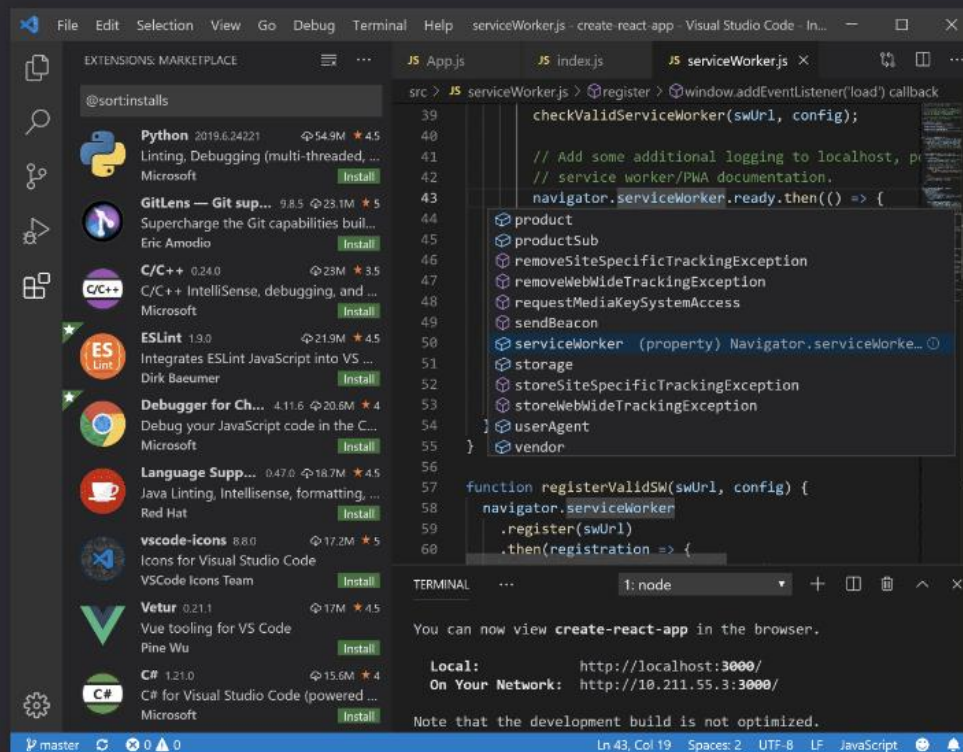 File Edit Selection View Go Debug Terminal Help serviceWorker.js - create-react-app - Visual Studio Code - In...
EXTENSIONS: MARKETPLACE
@sort:installs
Python 2019.6.24221 54.9M ★ 4.5
Linting, Debugging (multi-threaded, ...
Microsoft Install
GitLens — Git sup... 9.8.5 23.1M ★ 5
Supercharge the Git capabilities buil...
Eric Amodio Install
C/C++
C/C++ 0.24.0 23M ★ 3.5
C/C++ IntelliSense, debugging, and ...
Microsoft Install
ES Lint
ESLint 1.9.0 21.9M ★ 4.5
Integrates ESLint JavaScript into VS ...
Dirk Baeumer Install
Debugger for Ch... 4.11.6 20.6M ★ 4
Debug your JavaScript code in the C...
Microsoft Install
Language Supp... 0.47.0 18.7M ★ 4.5
Java Linting, Intellisense, formatting, ...
Red Hat Install
vscode-icons 8.8.0 17.2M ★ 5
Icons for Visual Studio Code
VSCode Icons Team Install
Vetur 0.21.1 17M ★ 4.5
Vue tooling for VS Code
Pine Wu Install
C#
C# 1.21.0 15.6M ★ 4
C# for Visual Studio Code (powered ...
Microsoft Install
JS App.js JS index.js JS serviceWorker.js ×
src > JS serviceWorker.js > register > window.addEventListener('load') callback
39 checkValidServiceWorker(swUrl, config);
40
41 // Add some additional logging to localhost,
42 // service worker/PWA documentation.
43 navigator.serviceWorker.ready.then(() => {
44 product
45 productSub
46 removeSiteSpecificTrackingException
47 removeWebWideTrackingException
48 requestMediaKeySystemAccess
49 sendBeacon
50 serviceWorker (property) Navigator.serviceWorke...
51 storage
52 storeSiteSpecificTrackingException
53 storeWebWideTrackingException
54 } userAgent
55 } vendor
56
57 function registerValidSW(swUrl, config) {
58 navigator.serviceWorker
59 .register(swUrl)
60 .then(registration => {
TERMINAL ... 1: node
You can now view create-react-app in the browser.
Local: http://localhost:3000/
On Your Network: http://10.211.55.3:3000/
Note that the development build is not optimized.
master 0 0 Ln 43, Col 19 Spaces: 2 UTF-8 LF JavaScript